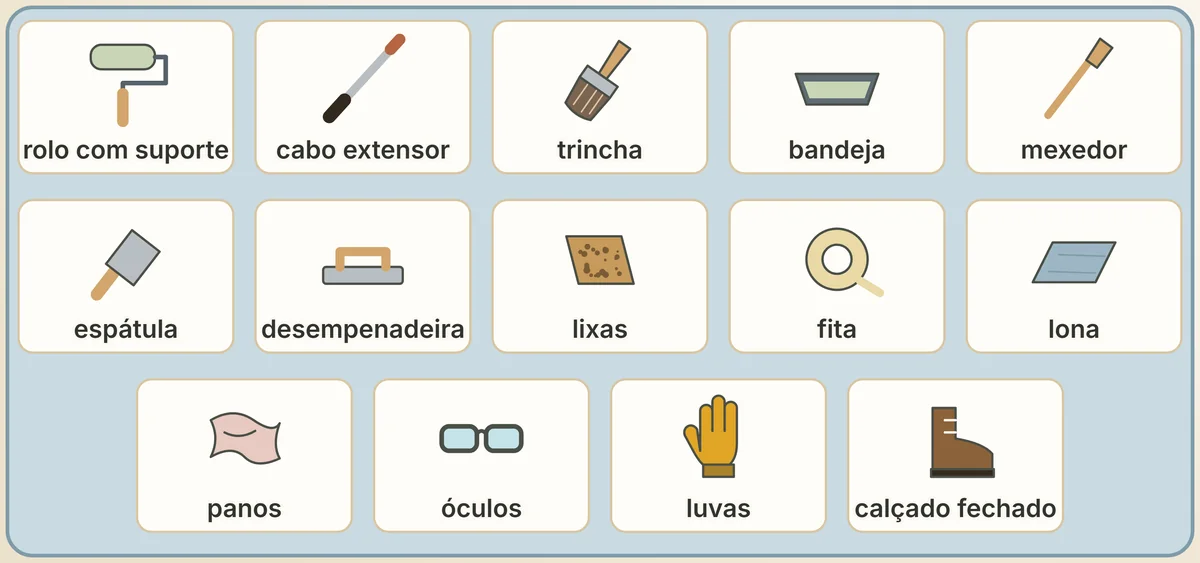 rolo com suporte
cabo extensor
trincha
bandeja
mexedor
espátula
desempenadeira
lixas
fita
lona
panos
óculos
luvas
calçado fechado